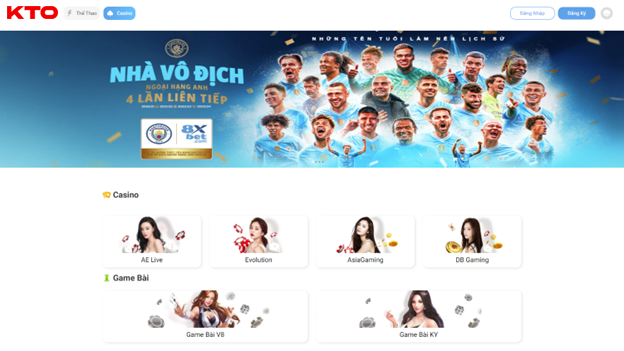 KTO
Thể Thao
Casino
Đăng Nhập
Đăng Ký
NHỮNG TÊN TUỔI LÀM NÊN LỊCH SỬ
NHÀ VÔ ĐỊCH
NGOẠI HẠNG ANH
4 LẦN LIÊN TIẾP
8X
bet.com
Casino
AE Live
Evolution
AsiaGaming
DB Gaming
Game Bài
Game Bài V8
Game Bài KY